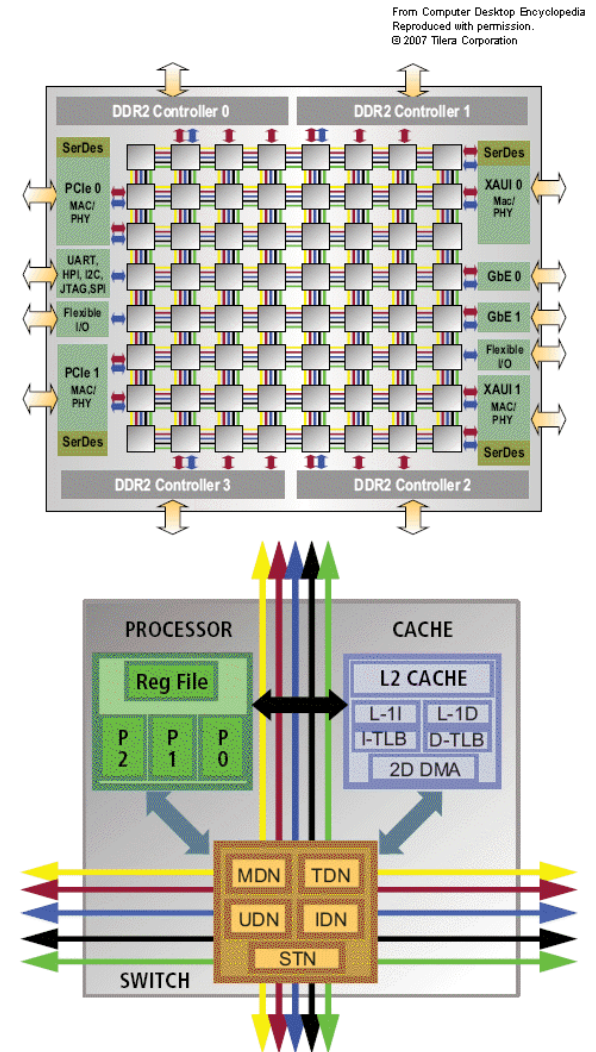 From Computer Desktop Encyclopedia
Reproduced with permission.
© 2007 Tilera Corporation
DDR2 Controller 0
DDR2 Controller 1
SerDes
PCIe 0
MAC/
PHY
UART,
HPI, I2C,
JTAG,SPI
Flexible
I/O
PCIe 1
MAC/
PHY
SerDes
SerDes
XAUI 0
Mac/
PHY
GbE 0
GbE 1
Flexible
I/O
XAUI 1
MAC/
PHY
SerDes
DDR2 Controller 3
DDR2 Controller 2
PROCESSOR
CACHE
Reg File
P
2
P
1
P
0
L2 CACHE
L-1I
L-1D
I-TLB
D-TLB
2D DMA
MDN
TDN
UDN
IDN
STN
SWITCH